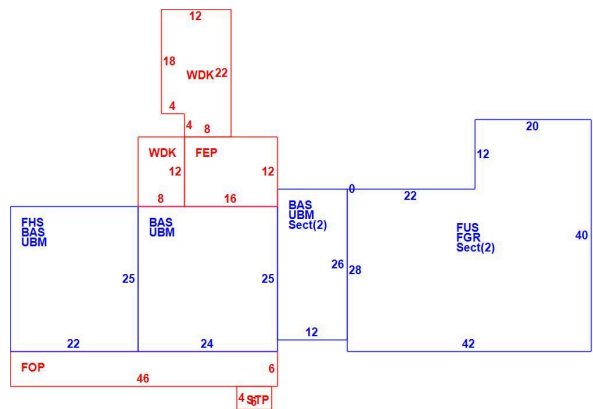 12
18
WDK 22
4
4 8
20
WDK FEP
12 12 12
8 16
0
22
FHS
BAS
UBM
BAS
UBM
BAS
UBM
Sect(2)
FUS
FGR
Sect(2)
40
25 25 26 28
12
22 24 42
FOP 6
46
4 STP
6